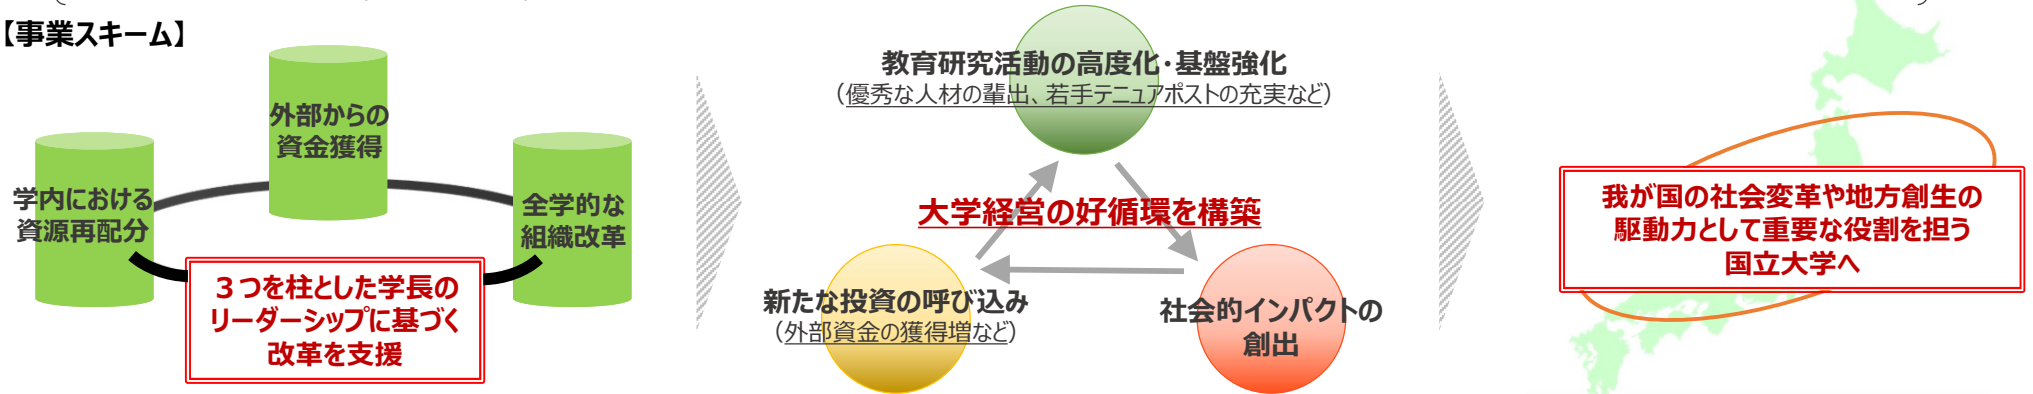 【事業スキーム】
外部からの
資金獲得
学内における
資源再配分
全学的な
組織改革
３つを柱とした学長の
リーダーシップに基づく
改革を支援
教育研究活動の高度化・基盤強化
（優秀な人材の輩出、若手テニュアポストの充実など）
大学経営の好循環を構築
新たな投資の呼び込み
（外部資金の獲得増など）
社会的インパクトの
創出
我が国の社会変革や地方創生の
駆動力として重要な役割を担う
国立大学へ